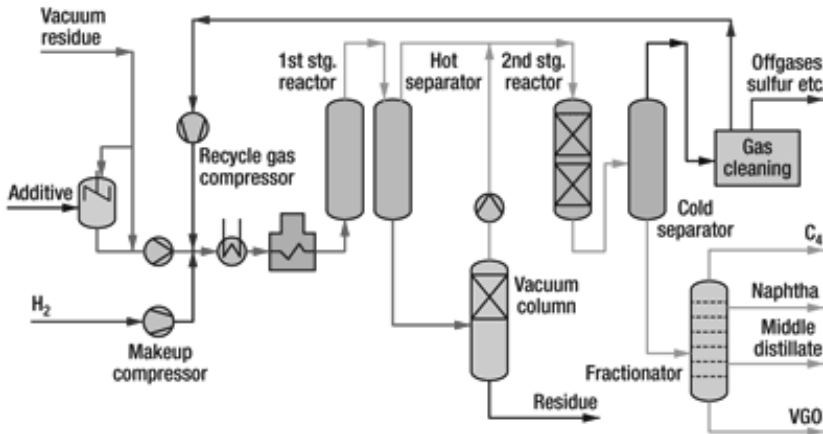 Vacuum
residue
1st stg.
reactor
Hot
separator
2nd stg.
reactor
Offgases
sulfur etc
Gas
cleaning
Recycle gas
compressor
Additive
Cold
separator
C4
H2
Vacuum
column
Naphtha
Middle
distillate
Makeup
compressor
Fractionator
Residue
VGO